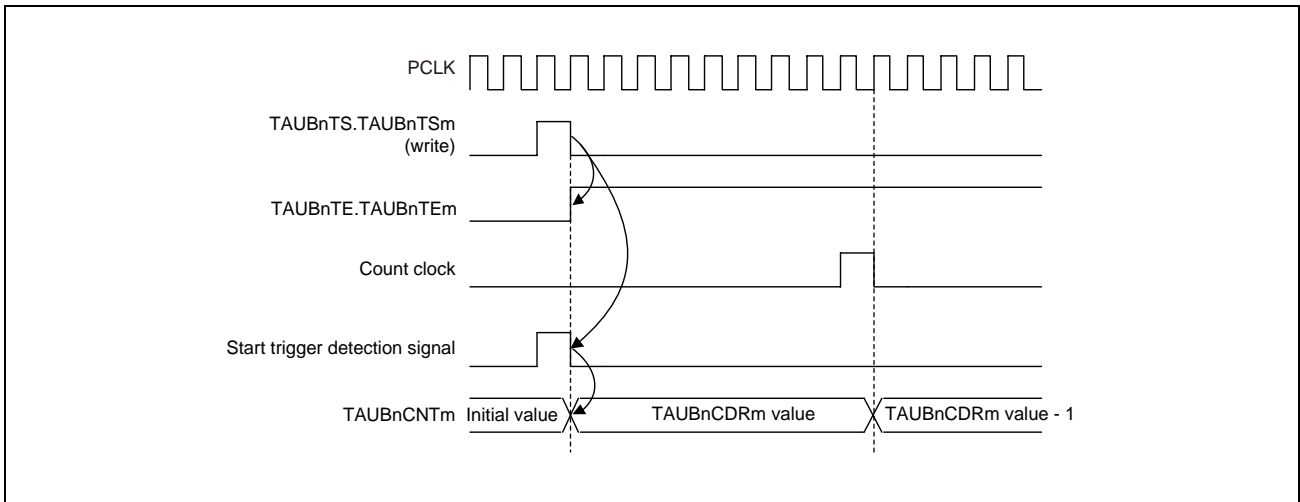 PCLK
TAUBnTS.TAUBnTSm
(write)
TAUBnTE.TAUBnTEm
Count clock
Start trigger detection signal
TAUBnCNTm Initial value TAUBnCDRm value TAUBnCDRm value - 1